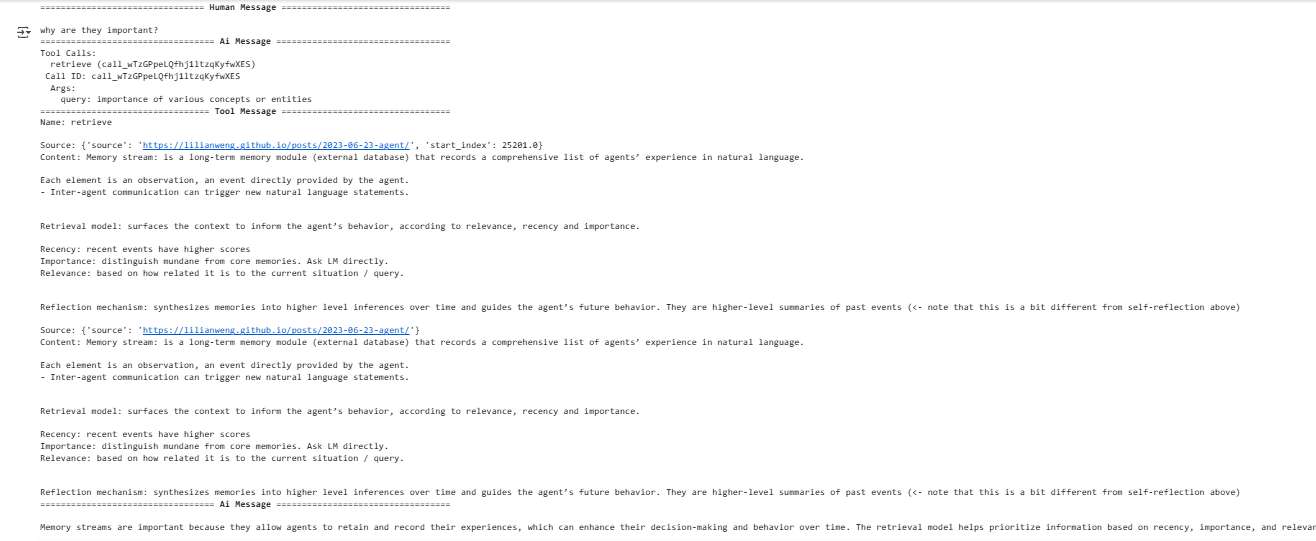 ================================ Human Message =================================
why are they important?
================================== Ai Message ==================================
Tool Calls:
retrieve (call_wTzGPpeLQfhj1ltzqKyfwXES)
Call ID: call_wTzGPpeLQfhj1ltzqKyfwXES
Args:
query: importance of various concepts or entities
================================= Tool Message =================================
Name: retrieve
Source: {'source': 'https://lilianweng.github.io/posts/2023-06-23-agent/', 'start_index': 25201.0}
Content: Memory stream: is a long-term memory module (external database) that records a comprehensive list of agents’ experience in natural language.
Each element is an observation, an event directly provided by the agent.
- Inter-agent communication can trigger new natural language statements.
Retrieval model: surfaces the context to inform the agent’s behavior, according to relevance, recency and importance.
Recency: recent events have higher scores
Importance: distinguish mundane from core memories. Ask LM directly.
Relevance: based on how related it is to the current situation / query.
Reflection mechanism: synthesizes memories into higher level inferences over time and guides the agent’s future behavior. They are higher-level summaries of past events (<- note that this is a bit different from self-reflection above)
Source: {'source': 'https://lilianweng.github.io/posts/2023-06-23-agent/'}
Content: Memory stream: is a long-term memory module (external database) that records a comprehensive list of agents’ experience in natural language.
Each element is an observation, an event directly provided by the agent.
- Inter-agent communication can trigger new natural language statements.
Retrieval model: surfaces the context to inform the agent’s behavior, according to relevance, recency and importance.
Recency: recent events have higher scores
Importance: distinguish mundane from core memories. Ask LM directly.
Relevance: based on how related it is to the current situation / query.
Reflection mechanism: synthesizes memories into higher level inferences over time and guides the agent’s future behavior. They are higher-level summaries of past events (<- note that this is a bit different from self-reflection above)
================================== Ai Message ==================================
Memory streams are important because they allow agents to retain and record their experiences, which can enhance their decision-making and behavior over time. The retrieval model helps prioritize information based on recency, importance, and relevan